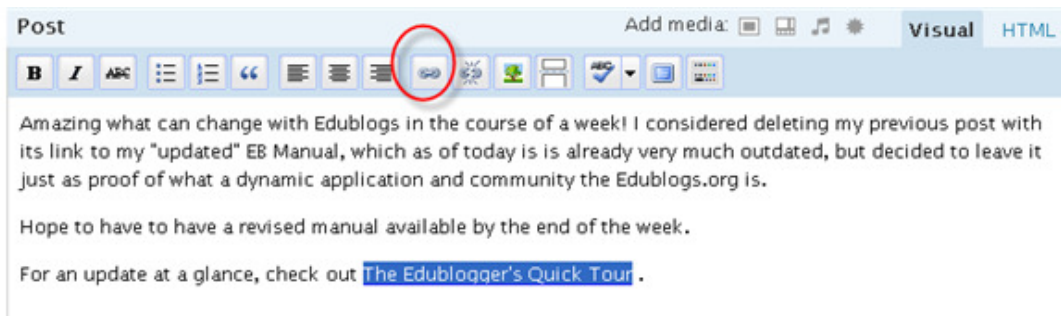 Post Add media: Visual HTML
B I ABC ABC
Amazing what can change with Edublogs in the course of a week! I considered deleting my previous post with
its link to my "updated" EB Manual, which as of today is is already very much outdated, but decided to leave it
just as proof of what a dynamic application and community the Edublogs.org is.
Hope to have to have a revised manual available by the end of the week.
For an update at a glance, check out The Edublogger's Quick Tour .